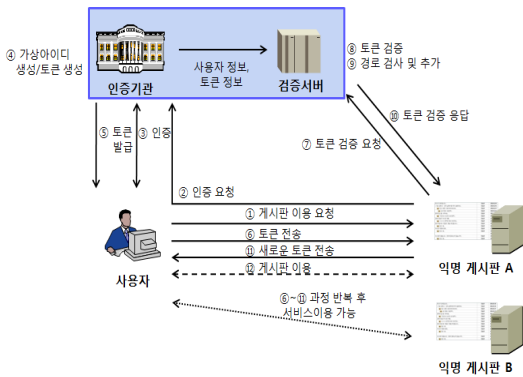 ④ 가상아이디
생성/토큰 생성
인증기관
사용자 정보,
토큰 정보
검증서버
⑧ 토큰 검증
⑨ 경로 검사 및 추가
⑤ 토큰
발급
③ 인증
⑩ 토큰 검증 응답
⑦ 토큰 검증 요청
② 인증 요청
① 게시판 이용 요청
⑥ 토큰 전송
⑪ 새로운 토큰 전송
⑫ 게시판 이용
사용자
익명 게시판 A
⑥~⑪ 과정 반복 후
서비스이용 가능
익명 게시판 B